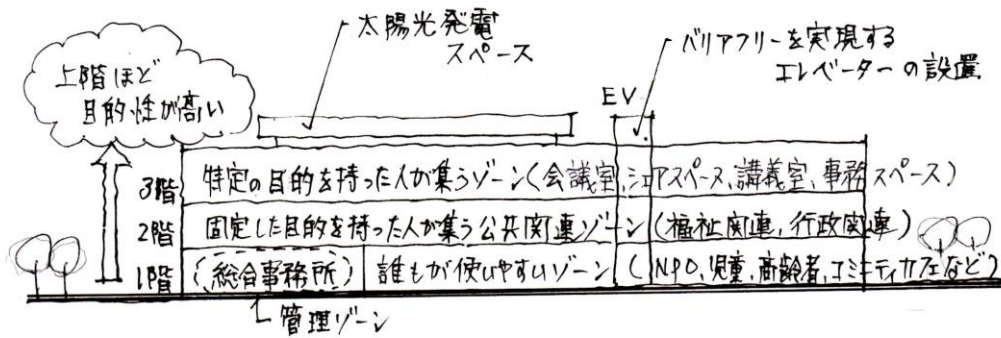 太陽光発電
スペース
バリアフリーを実現する
エレベーターの設置
上階ほど
目的性が高い
EV
3階
特定の目的を持った人が集うゾーン(会議室、シェアスペース、講義室、事務スペース)
2階
固定した目的を持った人が集う公共関連ゾーン(福祉関連、行政関連)
1階
(総合事務所)
誰もが使いやすいゾーン(NPO、児童、高齢者、コミニティカフェなど)
管理ゾーン